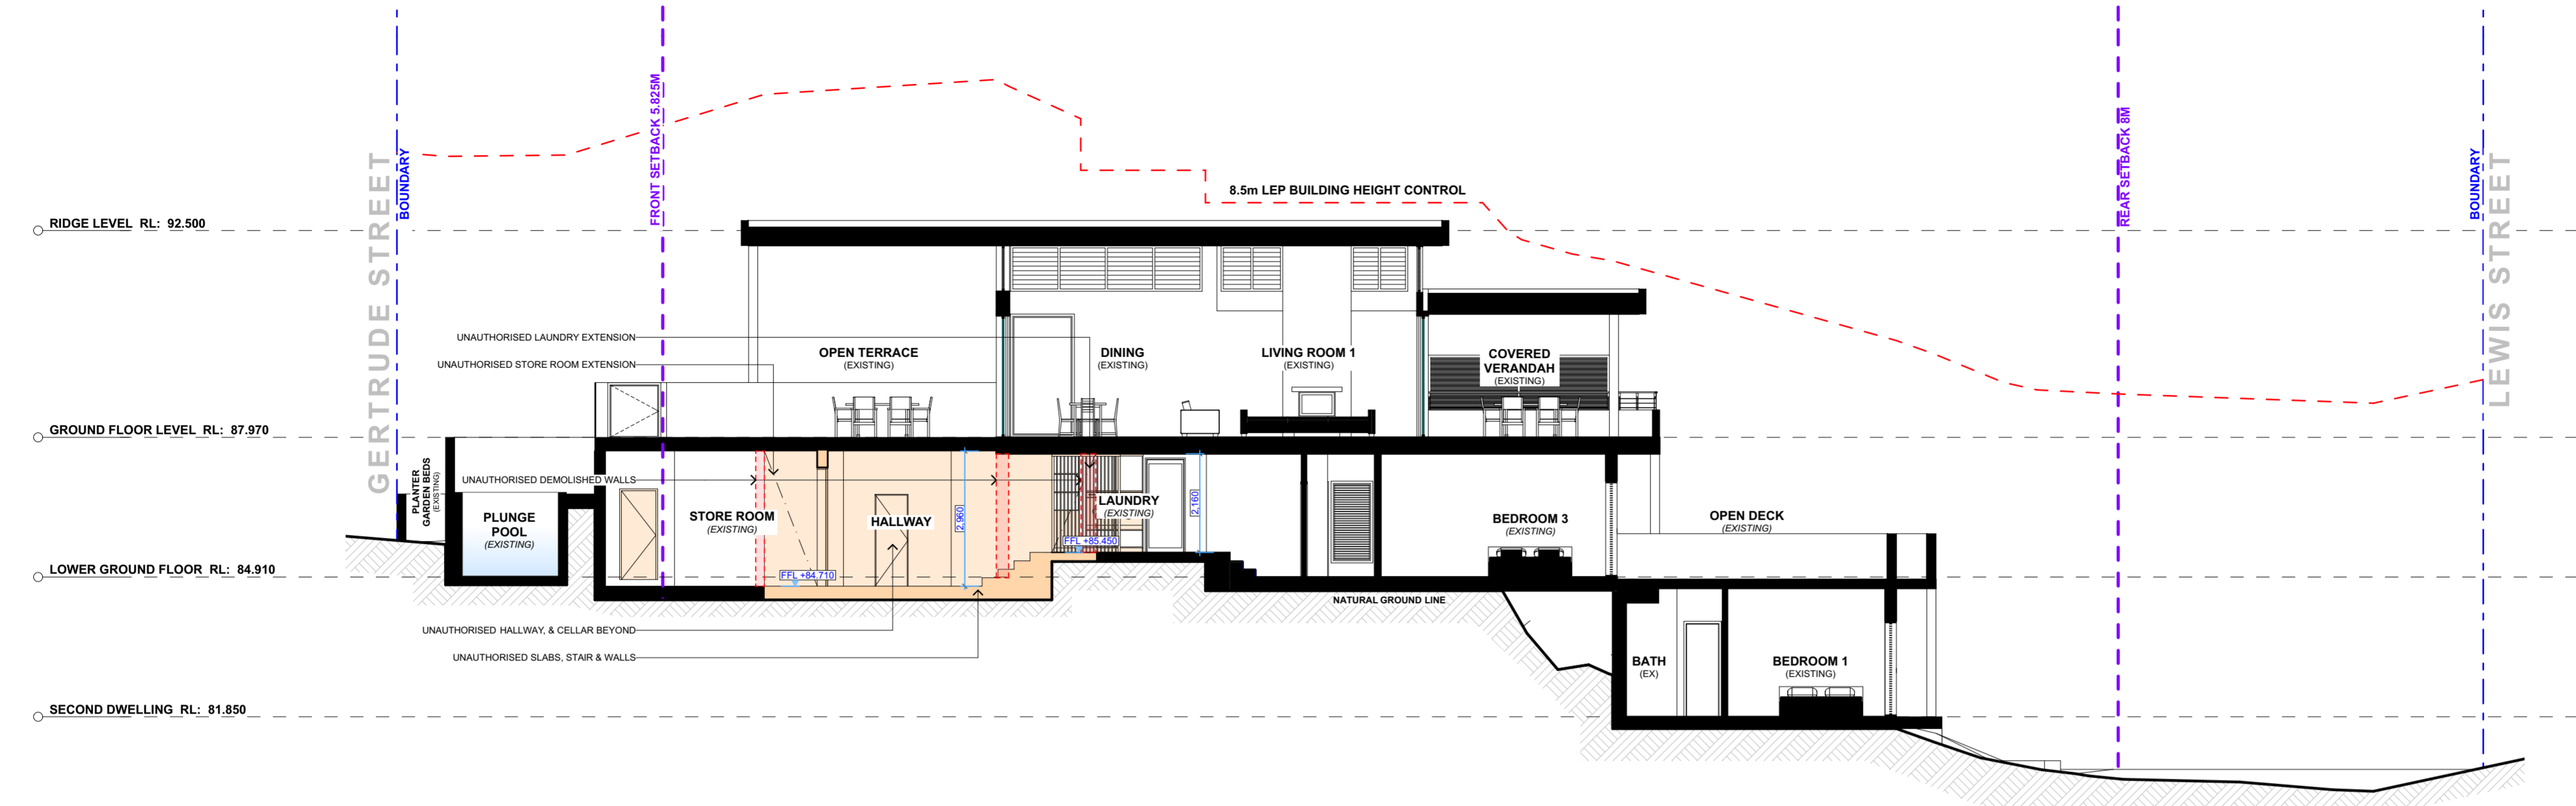 GERTRUDE STREET
BOUNDARY
FRONT SETBACK 5.825M
8.5m LEP BUILDING HEIGHT CONTROL
REAR SETBACK 8M
BOUNDARY
LEWIS STREET
RIDGE LEVEL RL: 92.500
GROUND FLOOR LEVEL RL: 87.970
LOWER GROUND FLOOR RL: 84.910
SECOND DWELLING RL: 81.850
UNAUTHORISED LAUNDRY EXTENSION
UNAUTHORISED STORE ROOM EXTENSION
OPEN TERRACE
(EXISTING)
DINING
(EXISTING)
LIVING ROOM 1
(EXISTING)
COVERED
VERANDAH
(EXISTING)
PLANTER
GARDEN BEDS
(EXISTING)
UNAUTHORISED DEMOLISHED WALLS
PLUNGE
POOL
(EXISTING)
STORE ROOM
(EXISTING)
HALLWAY
2,960
LAUNDRY
(EXISTING)
2,160
FFL +85.450
FFL +84.710
BEDROOM 3
(EXISTING)
OPEN DECK
(EXISTING)
NATURAL GROUND LINE
UNAUTHORISED HALLWAY, & CELLAR BEYOND
UNAUTHORISED SLABS, STAIR & WALLS
BATH
(EX)
BEDROOM 1
(EXISTING)